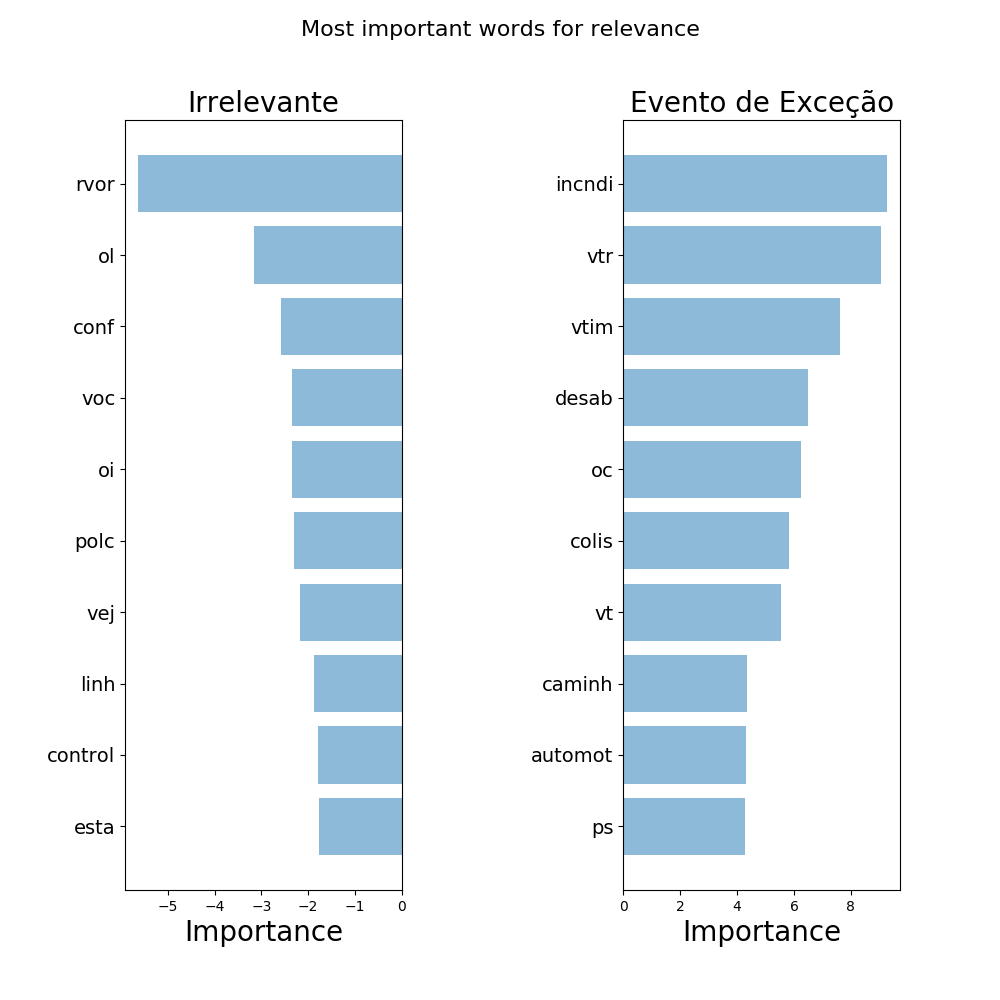 Most important words for relevance
Irrelevante
rvor
ol
conf
voc
oi
polc
vej
linh
control
esta
−5 −4 −3 −2 −1 0
Importance
Evento de Exceção
incndi
vtr
vtim
desab
oc
colis
vt
caminh
automot
ps
0 2 4 6 8
Importance